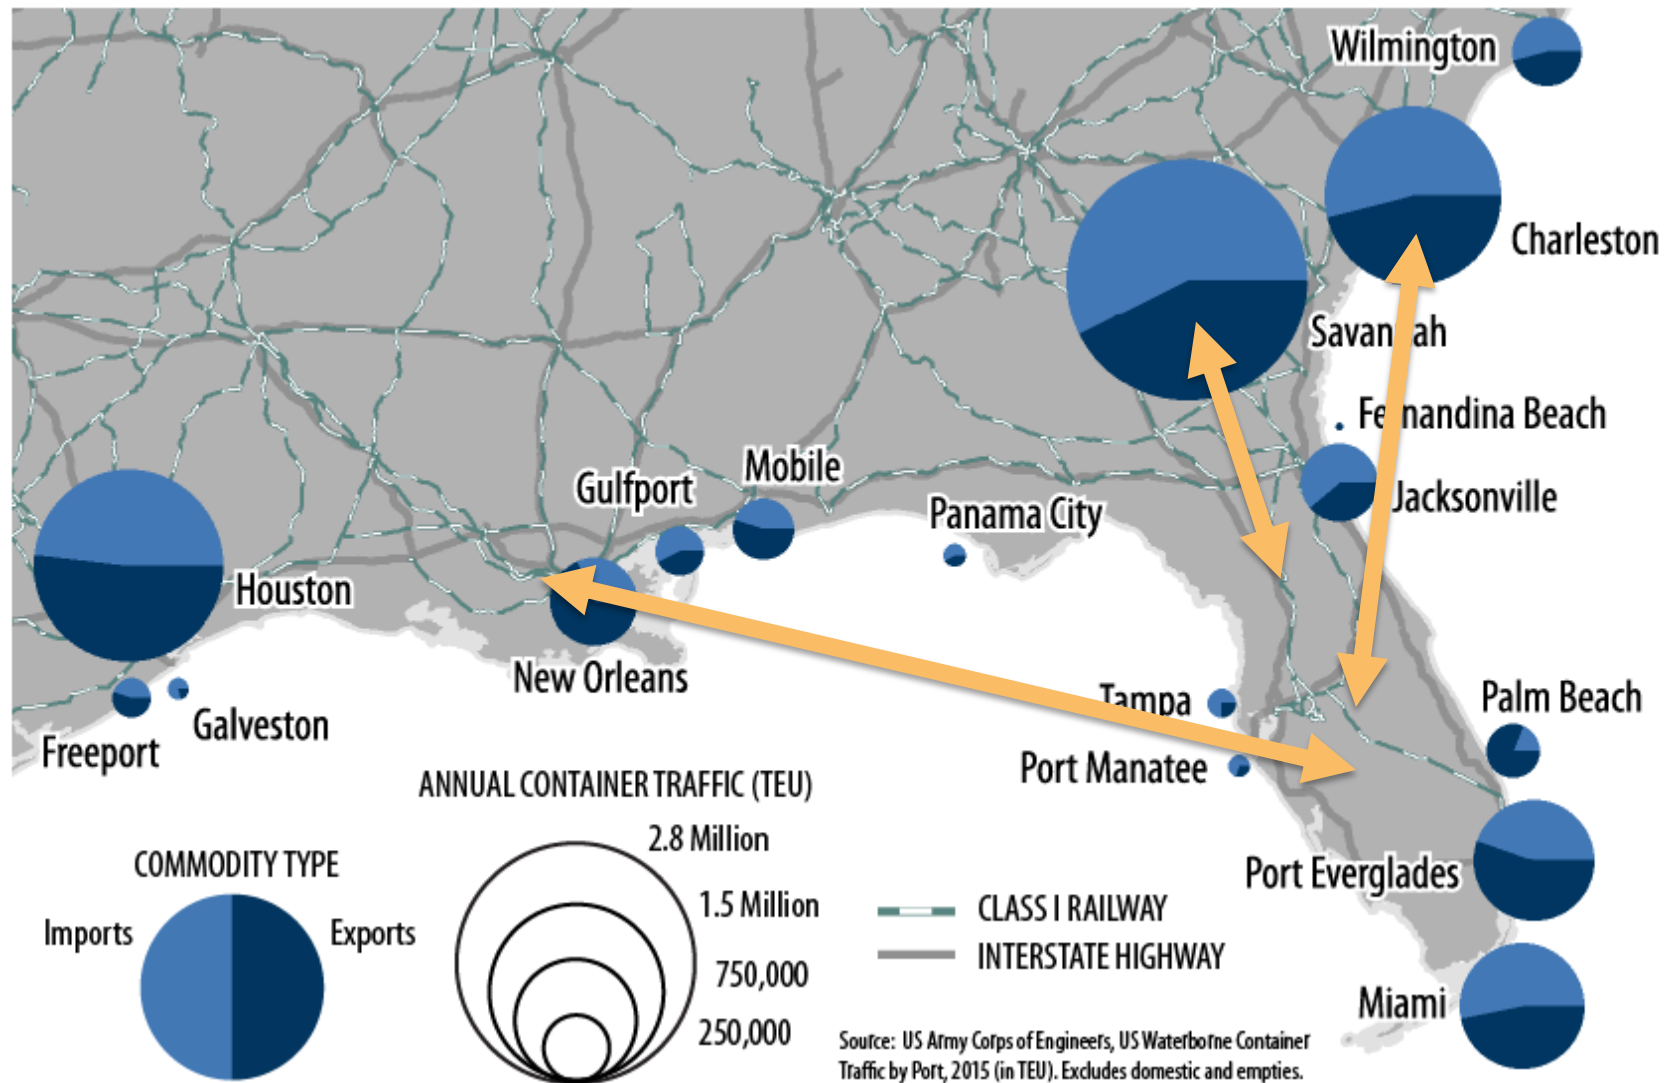 Wilmington
Charleston
Savannah
Fernandina Beach
Jacksonville
Mobile
Gulfport
Panama City
Houston
New Orleans
Galveston
Freeport
Tampa
Port Manatee
Palm Beach
Port Everglades
Miami
ANNUAL CONTAINER TRAFFIC (TEU)
2.8 Million
1.5 Million
750,000
250,000
COMMODITY TYPE
Imports
Exports
CLASS I RAILWAY
INTERSTATE HIGHWAY
Source: US Army Corps of Engineers, US Waterborne Container
Traffic by Port, 2015 (in TEU). Excludes domestic and empties.